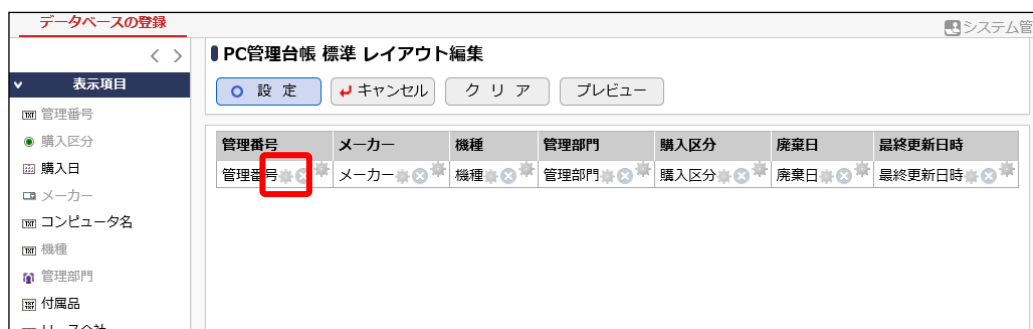 データベースの登録
システム管
< >
PC管理台帳 標準 レイアウト編集
表示項目
設 定 キャンセル ク リ ア プレビュー
管理番号
購入区分
購入日
メーカー
コンピュータ名
機種
管理部門
付属品
管理番号 メーカー 機種 管理部門 購入区分 廃棄日 最終更新日時
管理番号 メーカー 機種 管理部門 購入区分 廃棄日 最終更新日時